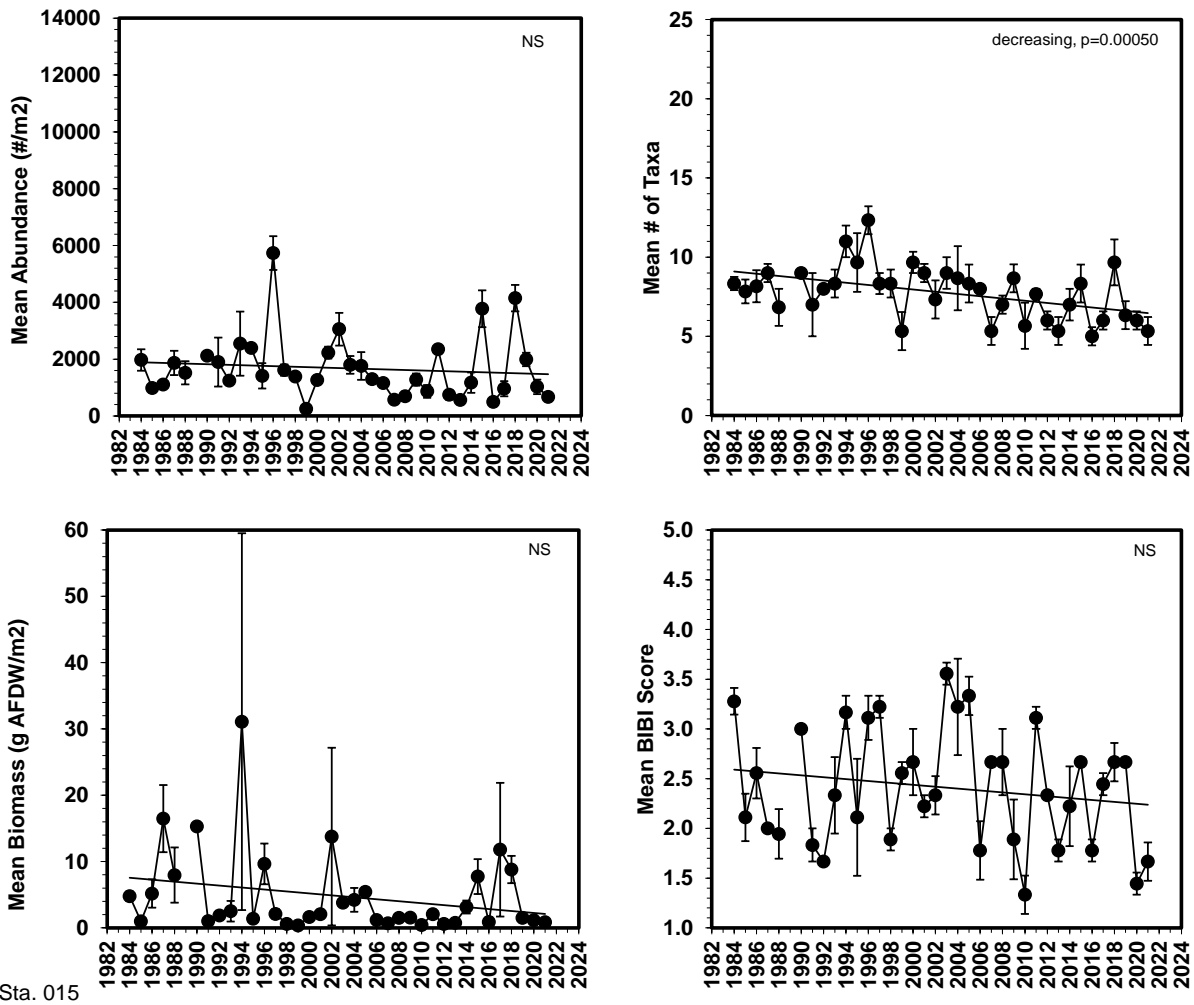 14000
12000
10000
8000
6000
4000
2000
0
Mean Abundance (#/m2)
NS
1982 1984 1986 1988 1990 1992 1994 1996 1998 2000 2002 2004 2006 2008 2010 2012 2014 2016 2018 2020 2022 2024
25
20
15
10
5
0
Mean # of Taxa
decreasing, p=0.00050
1982 1984 1986 1988 1990 1992 1994 1996 1998 2000 2002 2004 2006 2008 2010 2012 2014 2016 2018 2020 2022 2024
60
50
40
30
20
10
0
Mean Biomass (g AFDW/m2)
NS
1982 1984 1986 1988 1990 1992 1994 1996 1998 2000 2002 2004 2006 2008 2010 2012 2014 2016 2018 2020 2022 2024
5.0
4.5
4.0
3.5
3.0
2.5
2.0
1.5
1.0
Mean BIBI Score
NS
1982 1984 1986 1988 1990 1992 1994 1996 1998 2000 2002 2004 2006 2008 2010 2012 2014 2016 2018 2020 2022 2024
Sta. 015